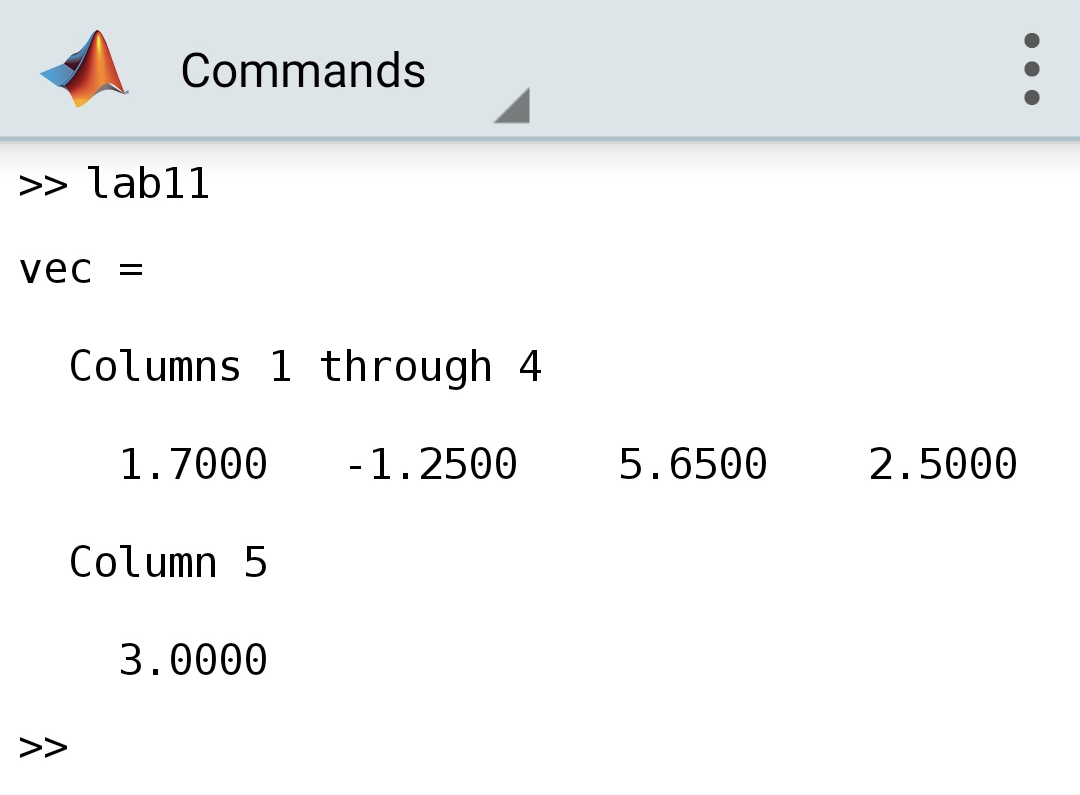 Commands
>> lab11
vec =
Columns 1 through 4
1.7000 -1.2500 5.6500 2.5000
Column 5
3.0000
>>